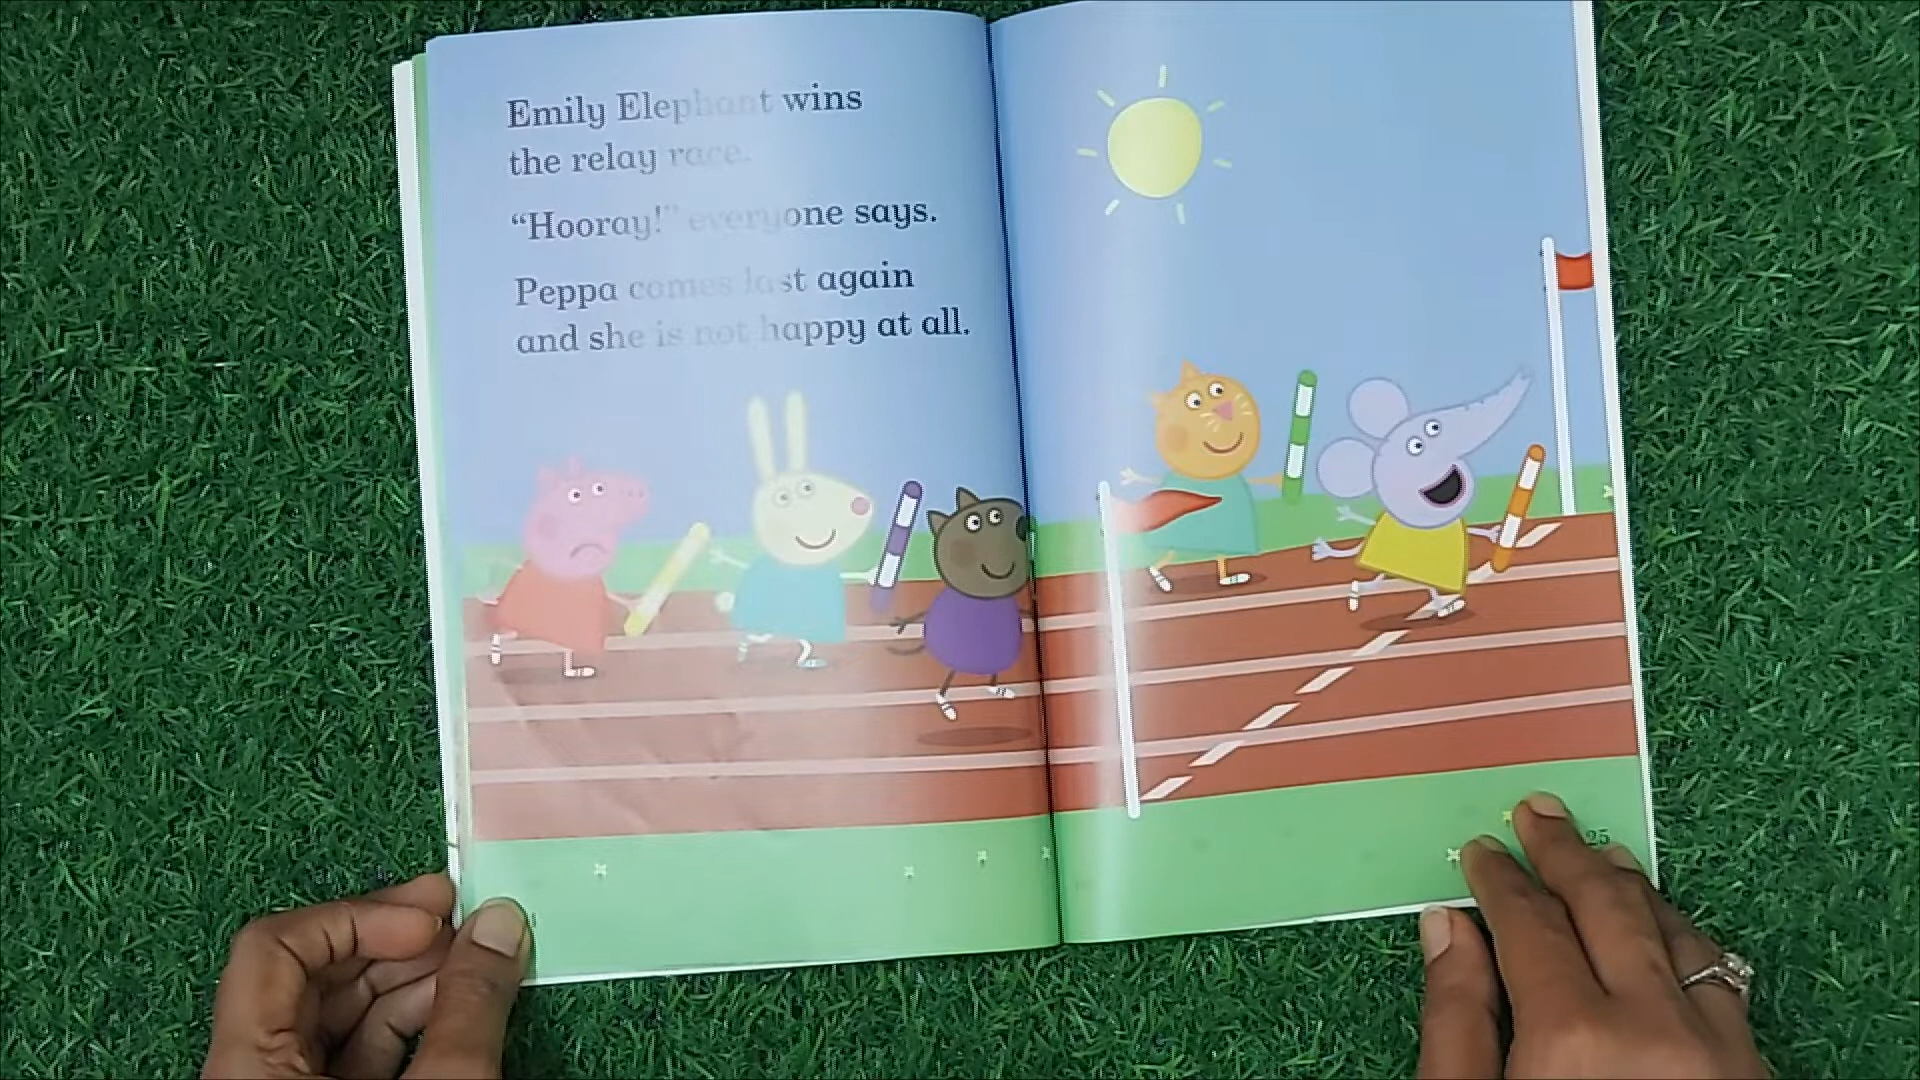 Emily Elephant wins
the relay race.
“Hooray!” everyone says.
Peppa comes last again
and she is not happy at all.
25